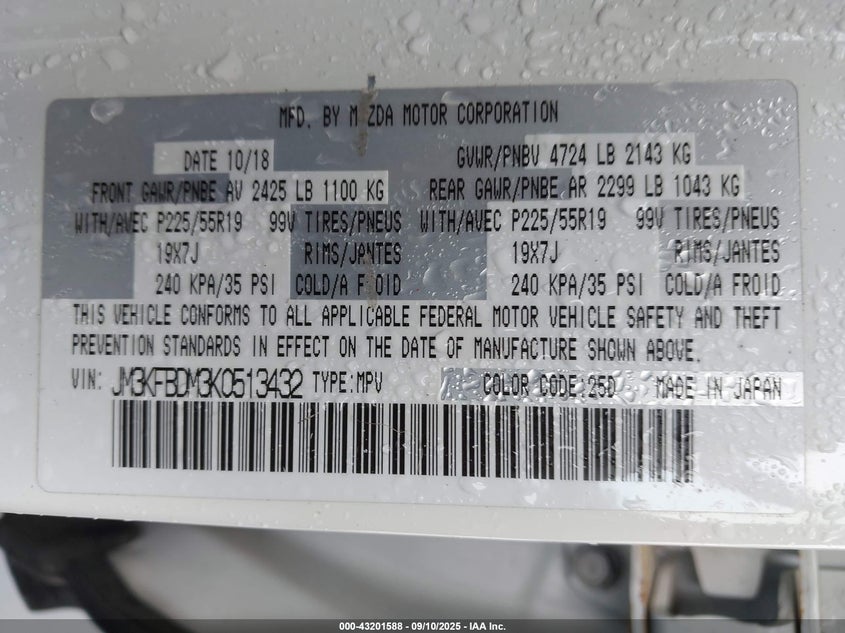 MFD. BY MAZDA MOTOR CORPORATION
DATE 10/18 GVWR/PNBV 4724 LB 2143 KG
FRONT GAWR/PNBE AV 2425 LB 1100 KG REAR GAWR/PNBE AR 2299 LB 1043 KG
WITH/AVEC P225/55R19 99V TIRES/PNEUS WITH/AVEC P225/55R19 99V TIRES/PNEUS
19X7J RIMS/JANTES 19X7J RIMS/JANTES
240 KPA/35 PSI COLD/A FROID 240 KPA/35 PSI COLD/A FROID
THIS VEHICLE CONFORMS TO ALL APPLICABLE FEDERAL MOTOR VEHICLE SAFETY AND THEFT
PREVENTION STANDARDS IN EFFECT ON THE DATE OF MANUFACTURE SHOWN ABOVE.
VIN: JM3KFBDM3K0513432 TYPE:MPV COLOR CODE:25D MADE IN JAPAN
000-43201588 - 09/10/2025 - IAA Inc.